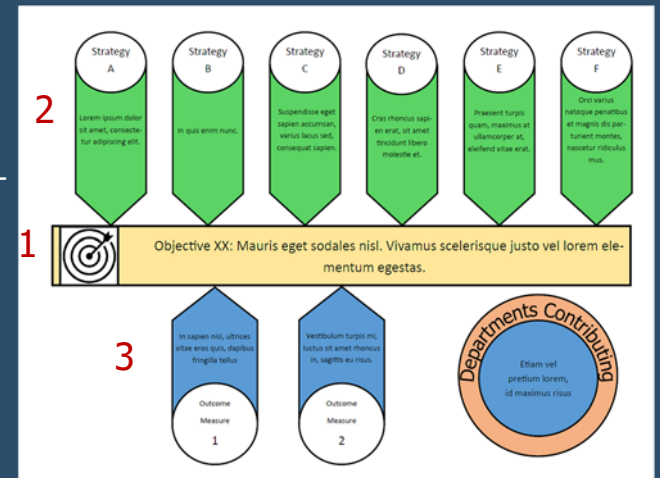 Strategy
A
Strategy
B
Strategy
C
Strategy
D
Strategy
E
Strategy
F
2
Lorem ipsum dolor
sit amet, consecte-
tur adipiscing elit.
In quis enim nunc.
Suspendisse eget
sapien accumsan,
varius lacus sed,
consequat sapien.
Cras rhoncus sapi-
en erat, sit amet
tincidunt libero
molestie et.
Praesent turpis
quam, maximus at
ullamcorper at,
eleifend vitae erat.
Orci varius
natoque penatibus
et magnis dis par-
turient montes,
nascetur ridiculus
mus.
1
Objective XX: Mauris eget sodales nisl. Vivamus scelerisque justo vel lorem ele-
mentum egestas.
3
In sapien nisi, ultrices
vitae eros quis, dapibus
fringilla tellus
Outcome
Measure
1
Vestibulum turpis mi,
luctus sit amet rhoncus
in, sagittis eu risus.
Outcome
Measure
2
Departments Contributing
Etiam vel
pretium lorem,
id maximus risus